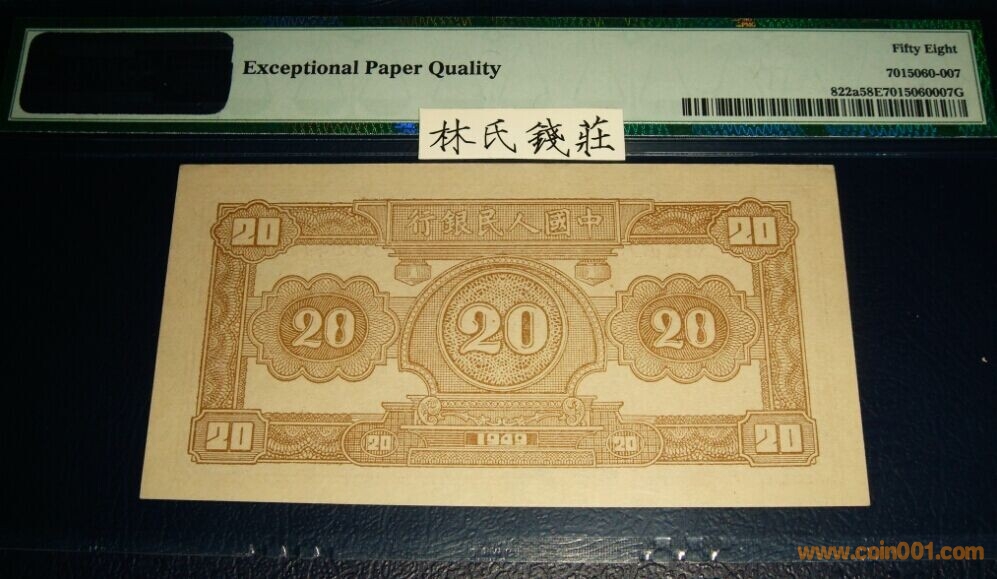 PMG
Fifty Eight
Exceptional Paper Quality
7015060-007
822a58E7015060007G
林氏錢莊
行銀民人國中
20 20
20 20 20
20 20 1949 20 20
www.coin001.com